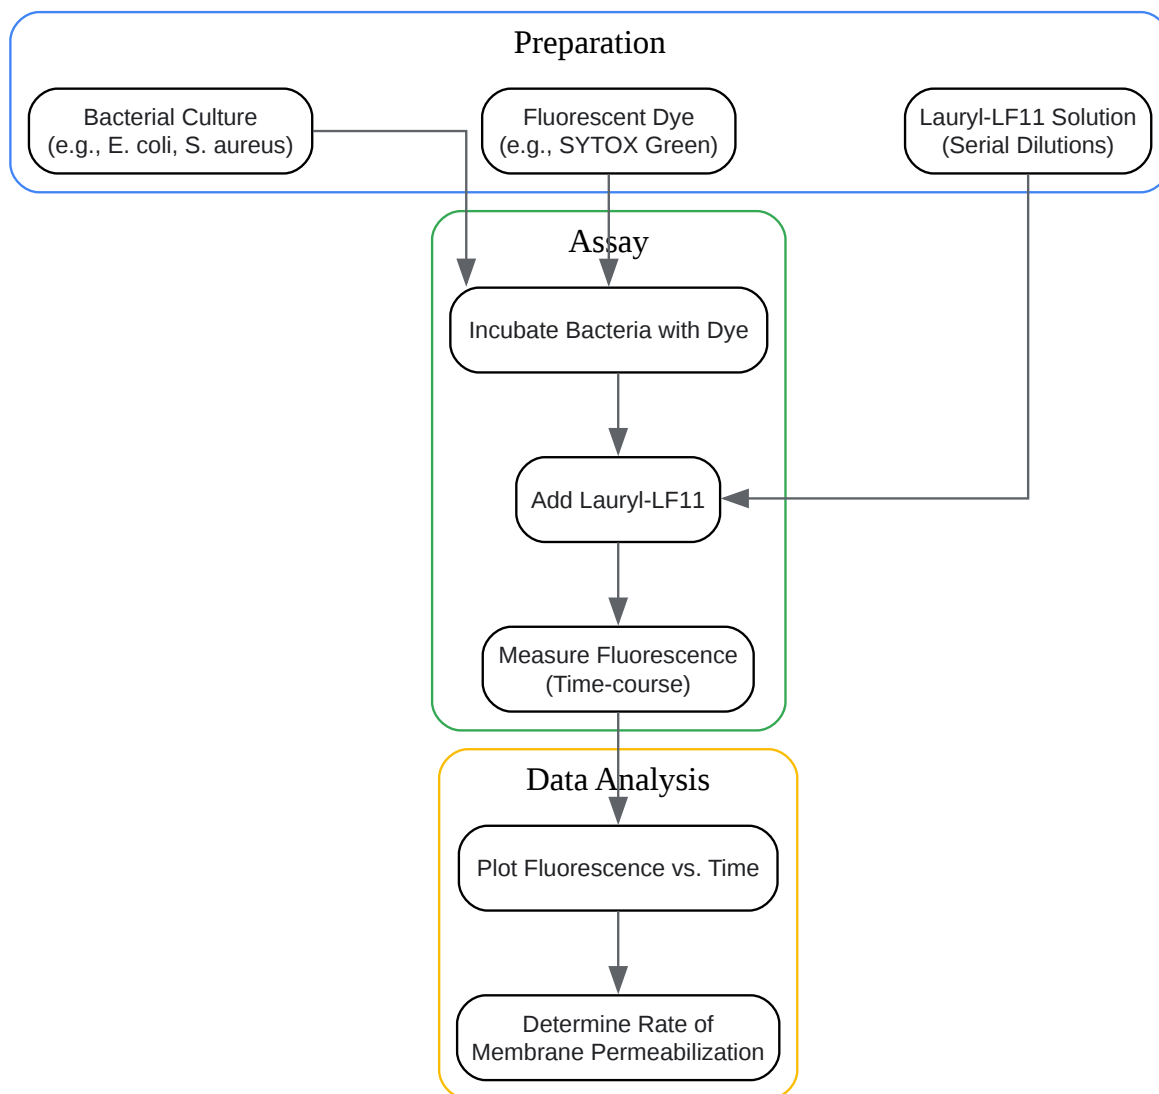 Preparation
Bacterial Culture
(e.g., E. coli, S. aureus)
Fluorescent Dye
(e.g., SYTOX Green)
Lauryl-LF11 Solution
(Serial Dilutions)
Assay
Incubate Bacteria with Dye
Add Lauryl-LF11
Measure Fluorescence
(Time-course)
Data Analysis
Plot Fluorescence vs. Time
Determine Rate of
Membrane Permeabilization